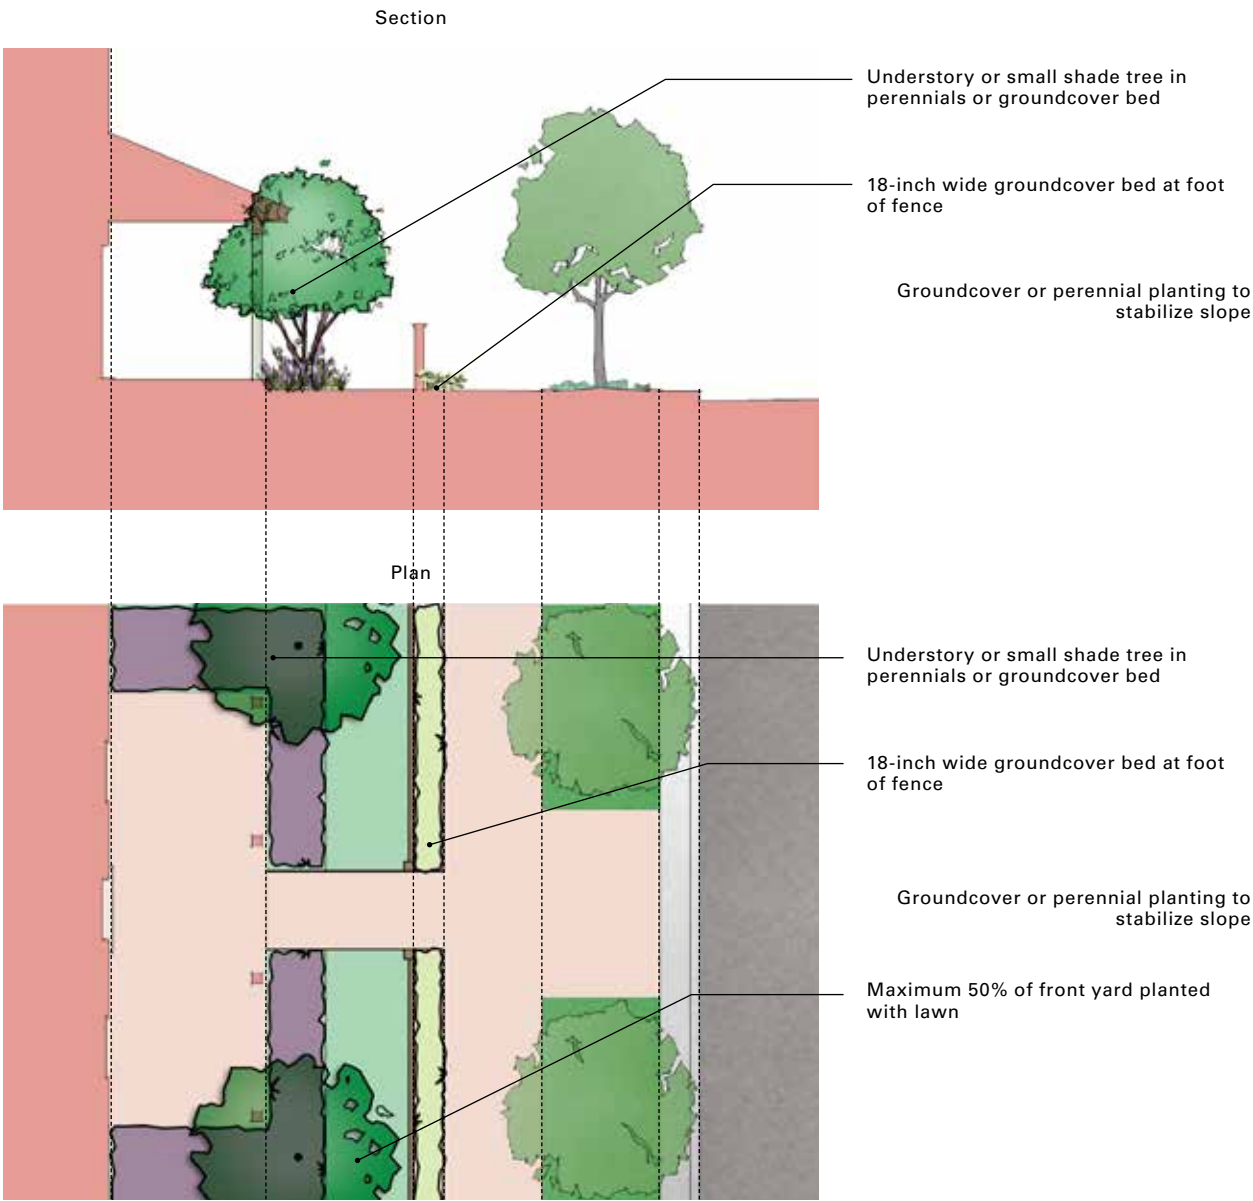 Section
Understory or small shade tree in
perennials or groundcover bed
18-inch wide groundcover bed at foot
of fence
Groundcover or perennial planting to
stabilize slope
Plan
Understory or small shade tree in
perennials or groundcover bed
18-inch wide groundcover bed at foot
of fence
Groundcover or perennial planting to
stabilize slope
Maximum 50% of front yard planted
with lawn